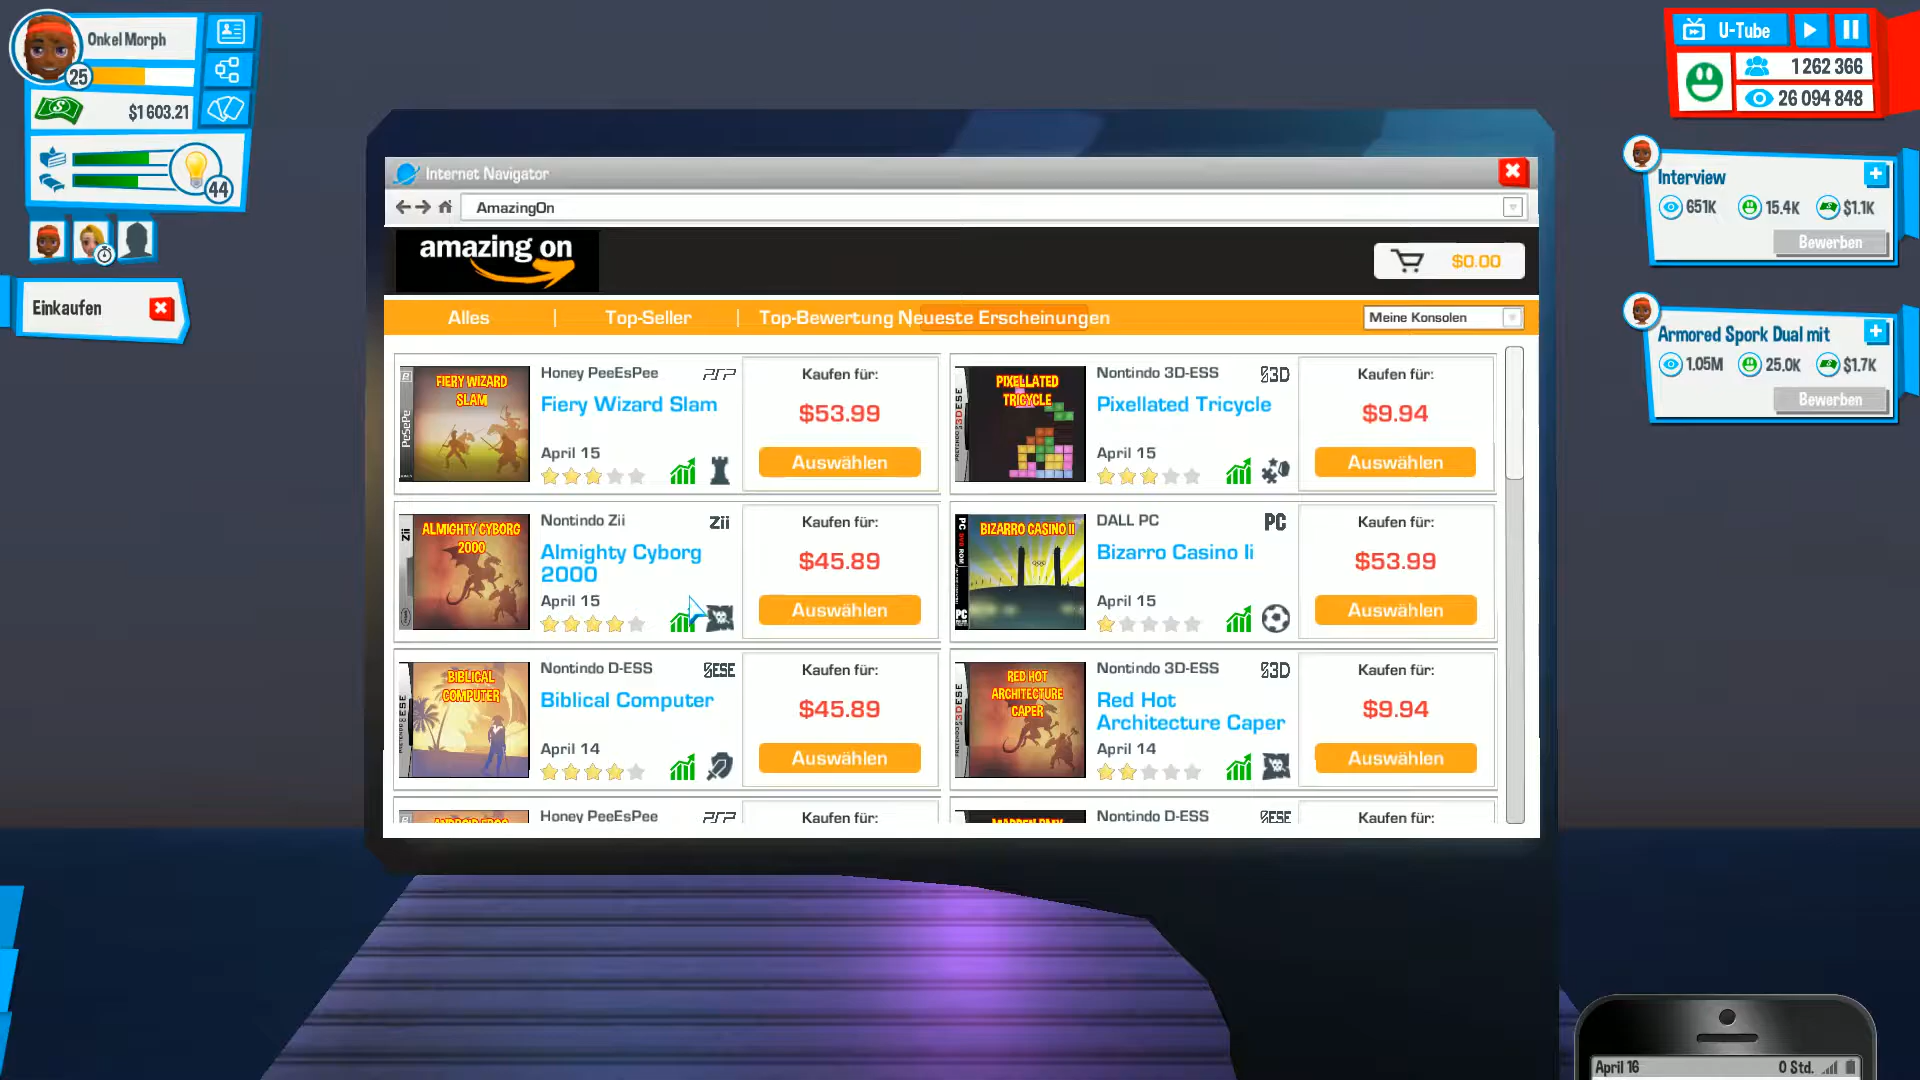 Onkel Morph
25
$1 603.21
44
Einkaufen
U-Tube
1 262 366
26 094 848
Interview
651K
15.4K
$1.1K
Bewerben
Armored Spork Dual mit
1.05M
25.0K
$1.7K
Bewerben
Internet Navigator
AmazingOn
amazing on
$0.00
Alles
Top-Seller
Top-Bewertung
Neueste Erscheinungen
Meine Konsolen
FIERY WIZARD
SLAM
Honey PeeEsPee
PSP
Fiery Wizard Slam
April 15
Kaufen für:
$53.99
Auswählen
PIXELLATED
TRICYCLE
Nontindo 3D-ESS
Pixellated Tricycle
April 15
Kaufen für:
$9.94
Auswählen
Zii
ALMIGHTY CYBORG
2000
Nontindo Zii
Zii
Almighty Cyborg
2000
April 15
Kaufen für:
$45.89
Auswählen
BIZARRO CASINO II
DALL PC
PC
Bizarro Casino Ii
April 15
Kaufen für:
$53.99
Auswählen
BIBLICAL
COMPUTER
Nontindo D-ESS
Biblical Computer
April 14
Kaufen für:
$45.89
Auswählen
RED HOT
ARCHITECTURE
CAPER
Nontindo 3D-ESS
Red Hot
Architecture Caper
April 14
Kaufen für:
$9.94
Auswählen
Honey PeeEsPee
PSP
Kaufen für:
Nontindo D-ESS
Kaufen für:
April 16
0 Std.